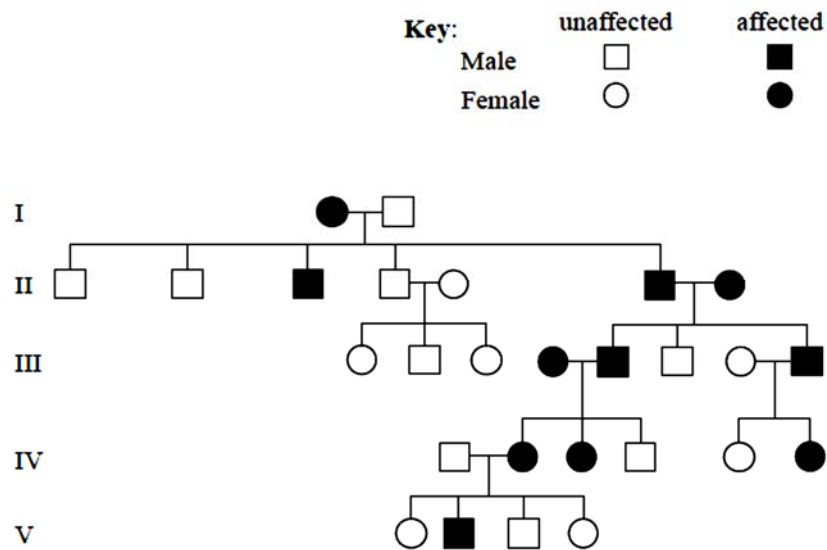 Key: unaffected affected
Male
Female
I
II
III
IV
V